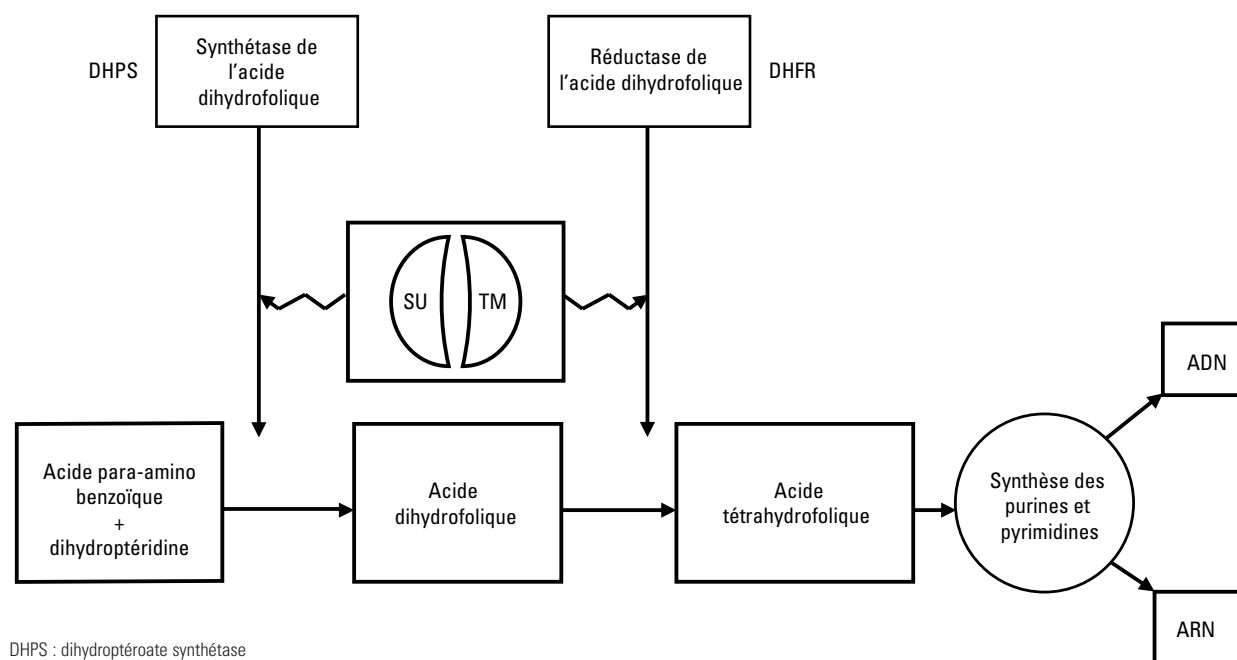 DHPS
Synthétase de
l’acide
dihydrofolique
Réductase de
l’acide dihydrofolique
DHFR
SU
TM
ADN
Acide para-amino
benzoïque
+
dihydroptéridine
Acide
dihydrofolique
Acide
tétrahydrofolique
Synthèse des
purines et
pyrimidines
ARN
DHPS : dihydroptéroate synthétase